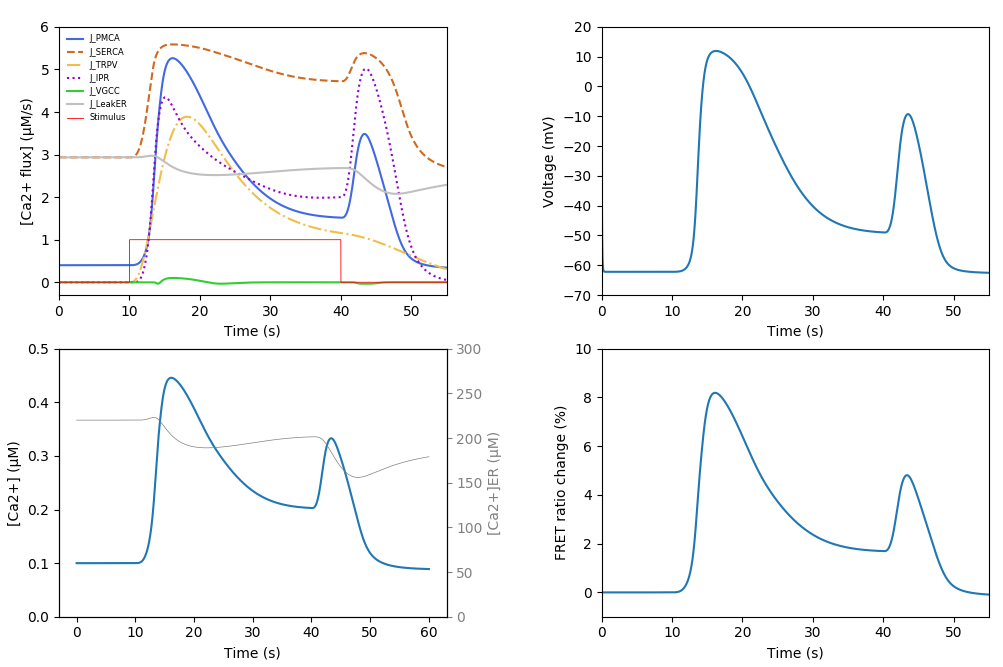 6
5
4
3
2
1
0
[Ca2+ flux] (μM/s)
J_PMCA
J_SERCA
J_TRPV
J_IPR
J_VGCC
J_LeakER
Stimulus
0 10 20 30 40 50
Time (s)
20
10
0
−10
−20
−30
−40
−50
−60
−70
Voltage (mV)
0 10 20 30 40 50
Time (s)
0.5
0.4
0.3
0.2
0.1
0.0
[Ca2+] (μM)
300
250
200
150
100
50
0
[Ca2+]ER (μM)
0 10 20 30 40 50 60
Time (s)
10
8
6
4
2
0
FRET ratio change (%)
0 10 20 30 40 50
Time (s)